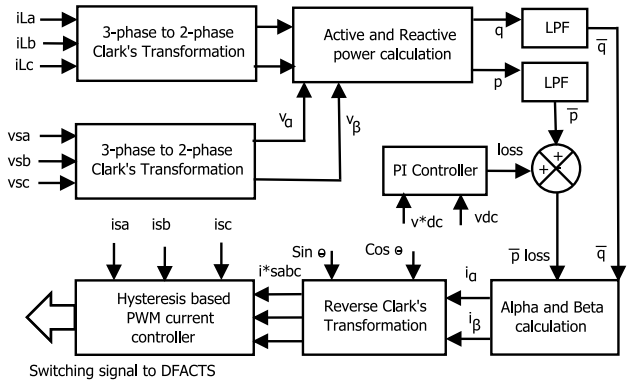 iLa
iLb
iLc
3-phase to 2-phase
Clark's Transformation
Active and Reactive
power calculation
q
LPF
q̅
p
LPF
p̅
vα
vβ
vsa
vsb
vsc
3-phase to 2-phase
Clark's Transformation
loss
+
+
PI Controller
v*dc
vdc
isa
isb
isc
Sin ɵ
Cos ɵ
p̅ loss
q̅
i*sabc
iα
iβ
Hysteresis based
PWM current
controller
Reverse Clark's
Transformation
Alpha and Beta
calculation
Switching signal to DFACTS